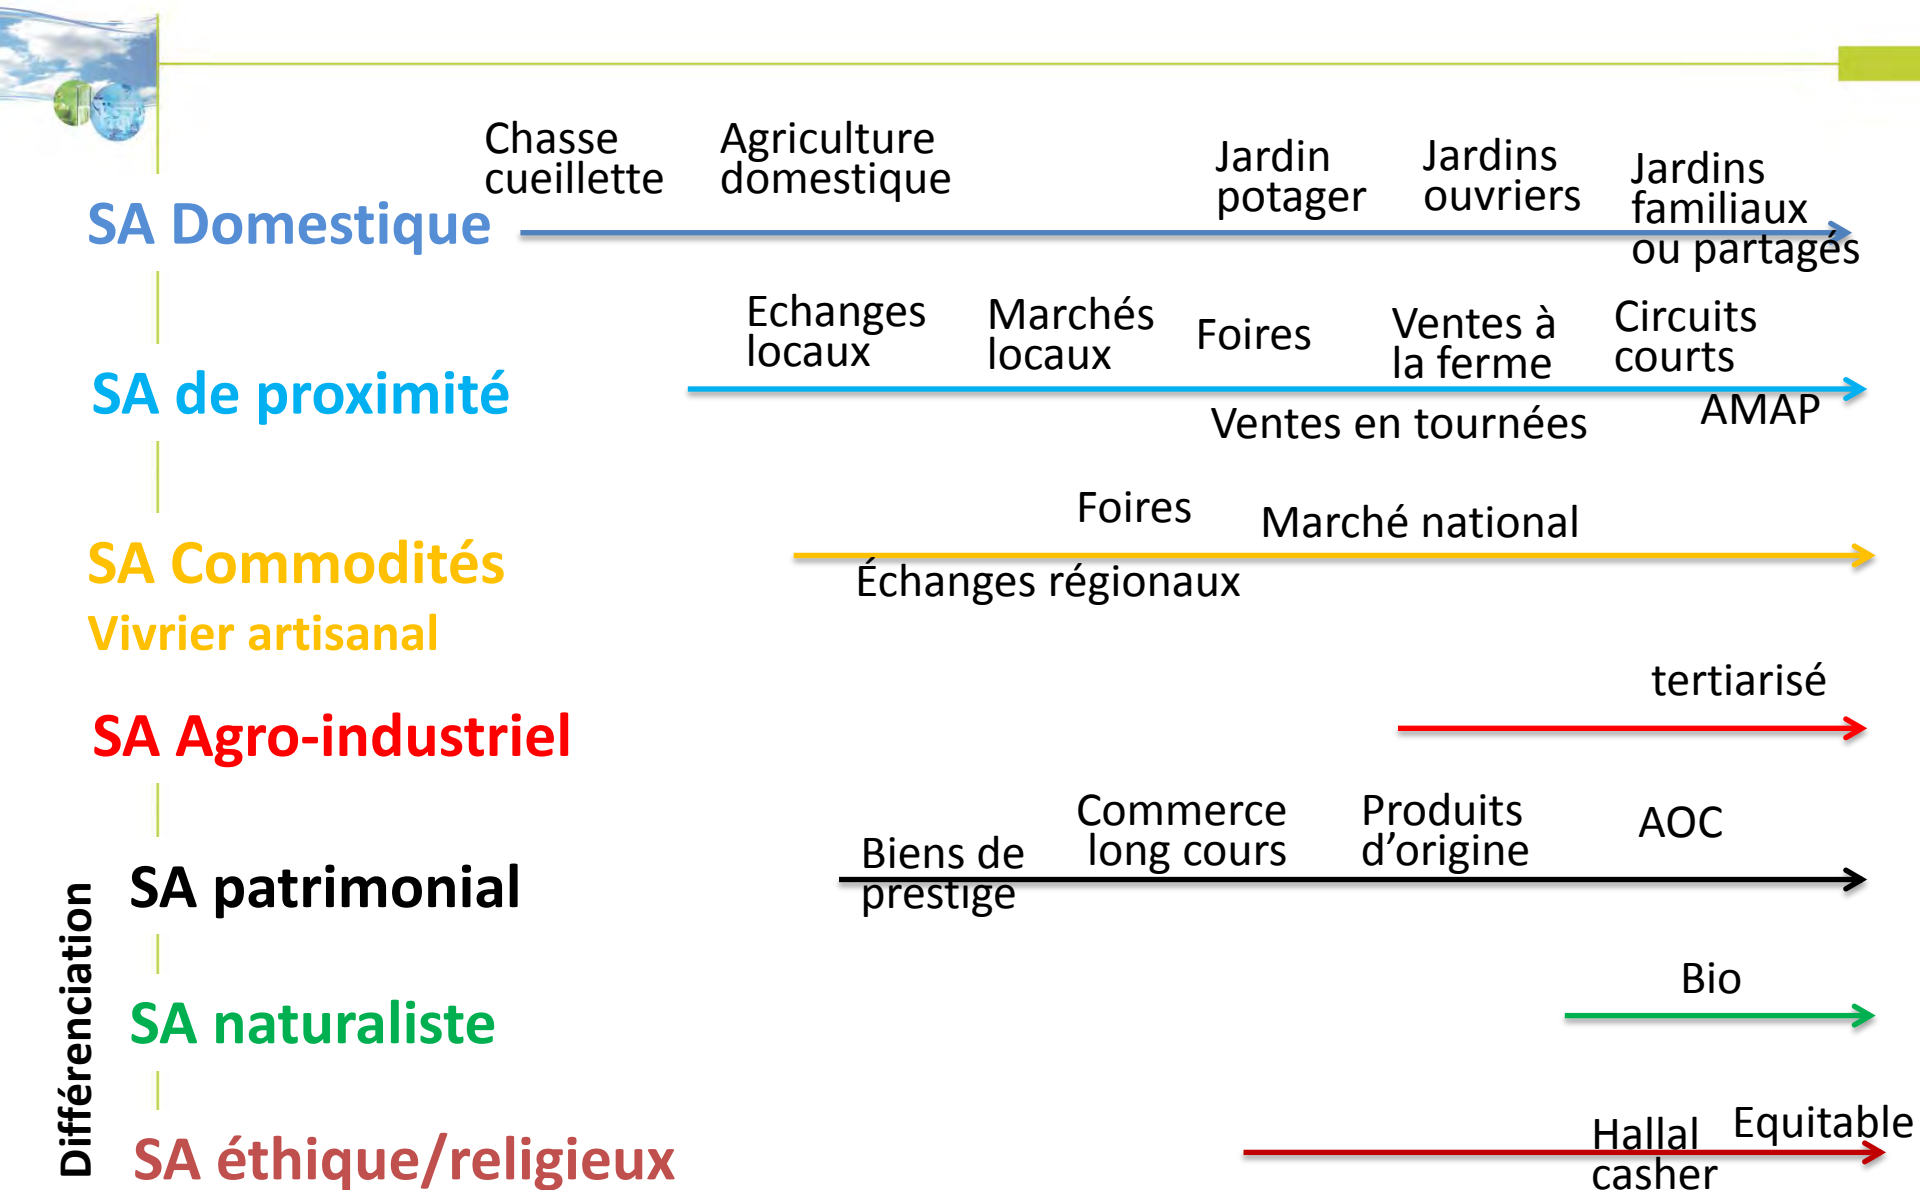 Chasse
cueillette
Agriculture
domestique
Jardin
potager
Jardins
ouvriers
Jardins
familiaux
ou partagés
SA Domestique
Echanges
locaux
Marchés
locaux
Foires
Ventes à
la ferme
Circuits
courts
SA de proximité
Ventes en tournées
AMAP
Foires
Marché national
SA Commodités
Échanges régionaux
Vivrier artisanal
tertiarisé
SA Agro-industriel
Biens de
prestige
Commerce
long cours
Produits
d’origine
AOC
SA patrimonial
Différenciation
Bio
SA naturaliste
Hallal
casher
Equitable
SA éthique/religieux